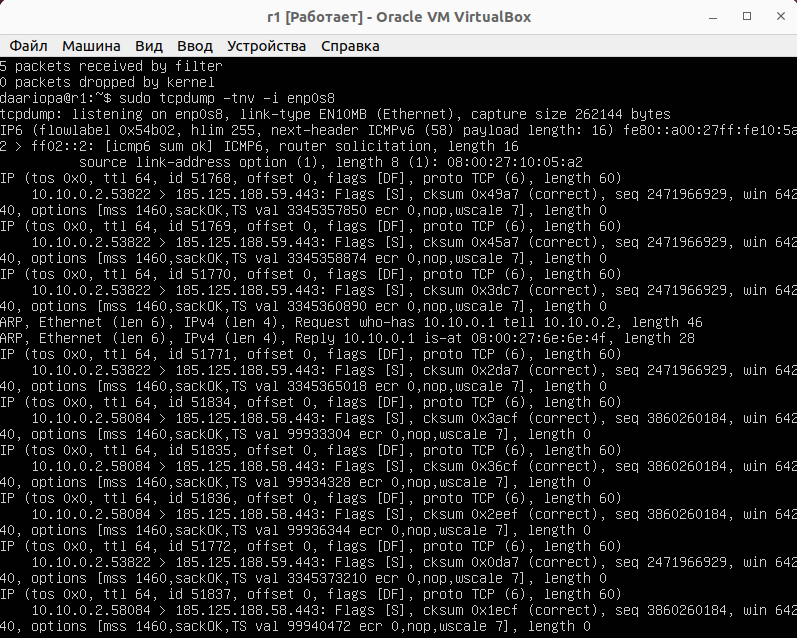 r1 [Работает] - Oracle VM VirtualBox
Файл Машина Вид Ввод Устройства Справка
5 packets received by filter
0 packets dropped by kernel
daariopa@r1:~$ sudo tcpdump -tnv -i enp0s8
tcpdump: listening on enp0s8, link-type EN10MB (Ethernet), capture size 262144 bytes
IP6 (flowlabel 0x54b02, hlim 255, next-header ICMPv6 (58) payload length: 16) fe80::a00:27ff:fe10:5a
2 > ff02::2: [icmp6 sum ok] ICMP6, router solicitation, length 16
source link-address option (1), length 8 (1): 08:00:27:10:05:a2
IP (tos 0x0, ttl 64, id 51768, offset 0, flags [DF], proto TCP (6), length 60)
10.10.0.2.53822 > 185.125.188.59.443: Flags [S], cksum 0x49a7 (correct), seq 2471966929, win 642
40, options [mss 1460,sackOK,TS val 3345357850 ecr 0,nop,wscale 7], length 0
IP (tos 0x0, ttl 64, id 51769, offset 0, flags [DF], proto TCP (6), length 60)
10.10.0.2.53822 > 185.125.188.59.443: Flags [S], cksum 0x45a7 (correct), seq 2471966929, win 642
40, options [mss 1460,sackOK,TS val 3345358874 ecr 0,nop,wscale 7], length 0
IP (tos 0x0, ttl 64, id 51770, offset 0, flags [DF], proto TCP (6), length 60)
10.10.0.2.53822 > 185.125.188.59.443: Flags [S], cksum 0x3dc7 (correct), seq 2471966929, win 642
40, options [mss 1460,sackOK,TS val 3345360890 ecr 0,nop,wscale 7], length 0
ARP, Ethernet (len 6), IPv4 (len 4), Request who-has 10.10.0.1 tell 10.10.0.2, length 46
ARP, Ethernet (len 6), IPv4 (len 4), Reply 10.10.0.1 is-at 08:00:27:6e:6e:4f, length 28
IP (tos 0x0, ttl 64, id 51771, offset 0, flags [DF], proto TCP (6), length 60)
10.10.0.2.53822 > 185.125.188.59.443: Flags [S], cksum 0x2da7 (correct), seq 2471966929, win 642
40, options [mss 1460,sackOK,TS val 3345365018 ecr 0,nop,wscale 7], length 0
IP (tos 0x0, ttl 64, id 51834, offset 0, flags [DF], proto TCP (6), length 60)
10.10.0.2.58084 > 185.125.188.58.443: Flags [S], cksum 0x3acf (correct), seq 3860260184, win 642
40, options [mss 1460,sackOK,TS val 99933304 ecr 0,nop,wscale 7], length 0
IP (tos 0x0, ttl 64, id 51835, offset 0, flags [DF], proto TCP (6), length 60)
10.10.0.2.58084 > 185.125.188.58.443: Flags [S], cksum 0x36cf (correct), seq 3860260184, win 642
40, options [mss 1460,sackOK,TS val 99934328 ecr 0,nop,wscale 7], length 0
IP (tos 0x0, ttl 64, id 51836, offset 0, flags [DF], proto TCP (6), length 60)
10.10.0.2.58084 > 185.125.188.58.443: Flags [S], cksum 0x2eef (correct), seq 3860260184, win 642
40, options [mss 1460,sackOK,TS val 99936344 ecr 0,nop,wscale 7], length 0
IP (tos 0x0, ttl 64, id 51772, offset 0, flags [DF], proto TCP (6), length 60)
10.10.0.2.53822 > 185.125.188.59.443: Flags [S], cksum 0x0da7 (correct), seq 2471966929, win 642
40, options [mss 1460,sackOK,TS val 3345373210 ecr 0,nop,wscale 7], length 0
IP (tos 0x0, ttl 64, id 51837, offset 0, flags [DF], proto TCP (6), length 60)
10.10.0.2.58084 > 185.125.188.58.443: Flags [S], cksum 0x1ecf (correct), seq 3860260184, win 642
40, options [mss 1460,sackOK,TS val 99940472 ecr 0,nop,wscale 7], length 0